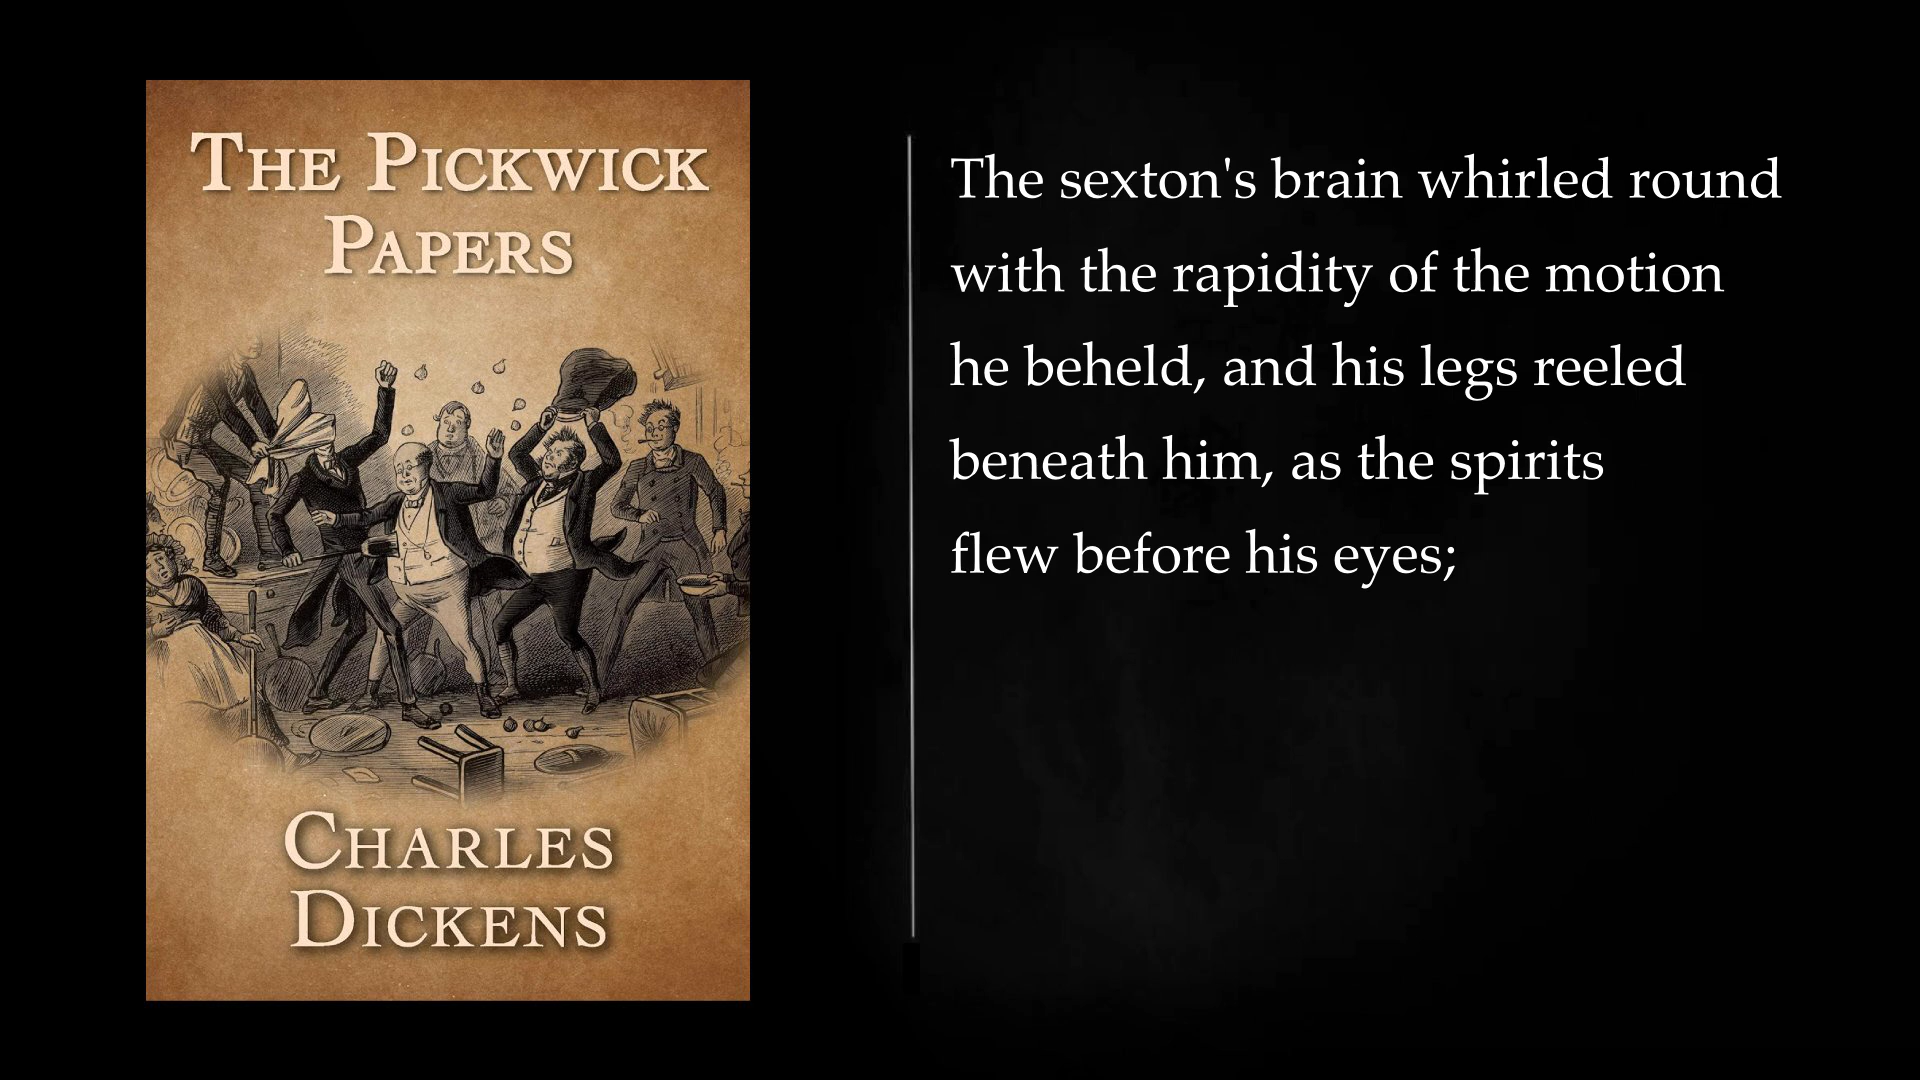 THE PICKWICK
PAPERS
CHARLES
DICKENS
The sexton's brain whirled round
with the rapidity of the motion
he beheld, and his legs reeled
beneath him, as the spirits
flew before his eyes;